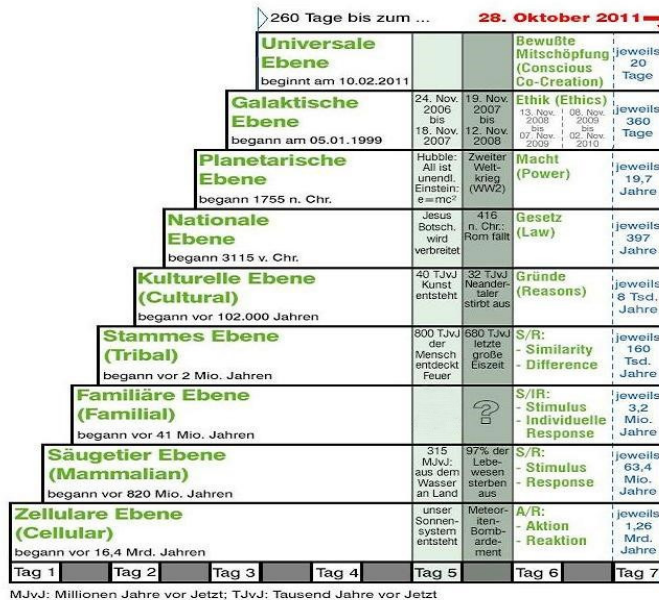 260 Tage bis zum ... 28. Oktober 2011
Universale
Ebene
beginnt am 10.02.2011
Bewußte
Mitschöpfung
(Conscious
Co-Creation)
jeweils
20
Tage
Galaktische
Ebene
began am 05.01.1999
24. Nov.
2006
bis
18. Nov.
2007
19. Nov.
2007
bis
12. Nov.
2008
Ethik (Ethics)
13. Nov.
2008
bis
07. Nov.
2009
08. Nov.
2009
bis
02. Nov.
2010
jeweils
360
Tage
Planetarische
Ebene
begann 1755 n. Chr.
Hubble:
All ist
unendl.
Einstein:
e=mc²
Zweiter
Welt-
krieg
(WW2)
Macht
(Power)
jeweils
19,7
Jahre
Nationale
Ebene
begann 3115 v. Chr.
Jesus
Botsch.
wird
verbreitet
416
n. Chr.:
Rom fällt
Gesetz
(Law)
jeweils
397
Jahre
Kulturelle Ebene
(Cultural)
begann vor 102.000 Jahren
40 TJvJ
Kunst
entsteht
32 TJvJ
Neander-
taler
stirbt aus
Gründe
(Reasons)
jeweils
8 Tsd.
Jahre
Stammes Ebene
(Tribal)
begann vor 2 Mio. Jahren
800 TJvJ
der
Mensch
entdeckt
Feuer
680 TJvJ
letzte
große
Eiszeit
S/R:
- Similarity
- Difference
jeweils
160
Tsd.
Jahre
Familiäre Ebene
(Familial)
begann vor 41 Mio. Jahren
?
S/IR:
- Stimulus
- Individuelle
Response
jeweils
3,2
Mio.
Jahre
Säugetier Ebene
(Mammalian)
begann vor 820 Mio. Jahren
315
MJvJ:
aus dem
Wasser
an Land
97% der
Lebe-
wesen
sterben
aus
S/R:
- Stimulus
- Response
jeweils
63,4
Mio.
Jahre
Zellulare Ebene
(Cellular)
begann vor 16,4 Mrd. Jahren
unser
Sonnen-
system
entsteht
Meteor-
iten-
Bomb-
arde-
ment
A/R:
- Aktion
- Reaktion
jeweils
1,26
Mrd.
Jahre
Tag 1 Tag 2 Tag 3 Tag 4 Tag 5 Tag 6 Tag 7
MJvJ: Millionen Jahre vor Jetzt; TJvJ: Tausend Jahre vor Jetzt